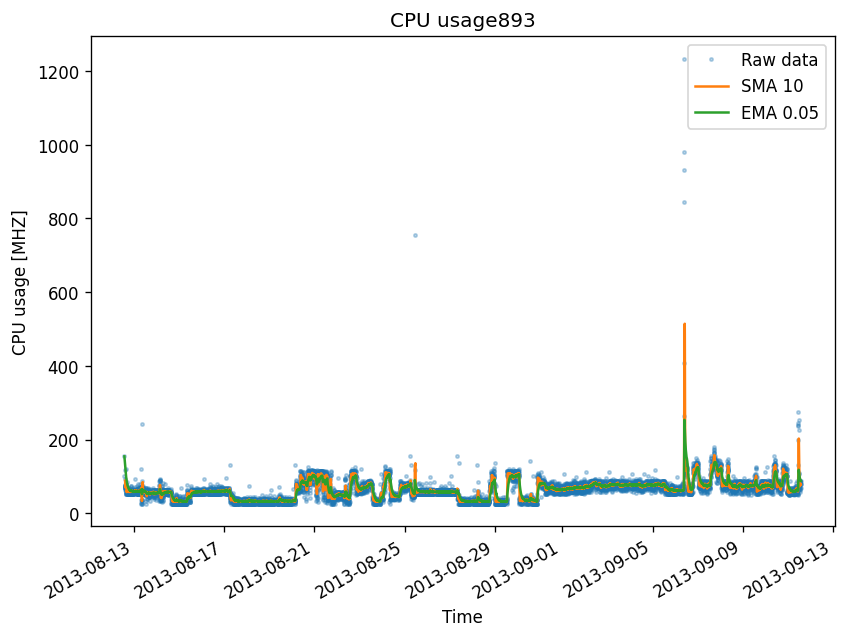 CPU usage893
Raw data
SMA 10
EMA 0.05
CPU usage [MHZ]
1200
1000
800
600
400
200
0
2013-08-13
2013-08-17
2013-08-21
2013-08-25
2013-08-29
2013-09-01
2013-09-05
2013-09-09
2013-09-13
Time